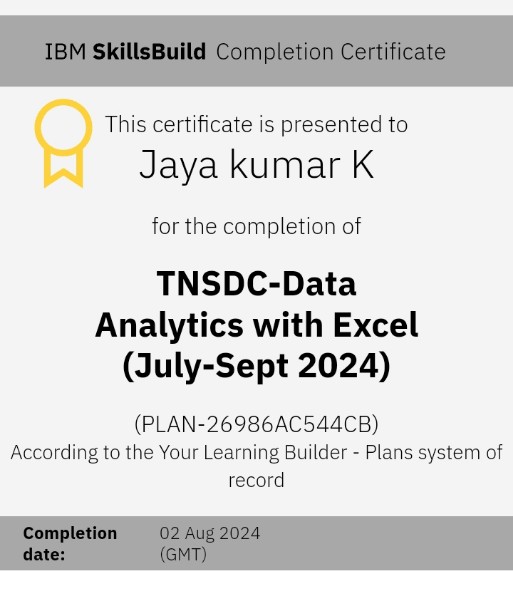 IBM SkillsBuild Completion Certificate
This certificate is presented to
Jaya kumar K
for the completion of
TNSDC-Data
Analytics with Excel
(July-Sept 2024)
(PLAN-26986AC544CB)
According to the Your Learning Builder - Plans system of
record
Completion date: 02 Aug 2024 (GMT)